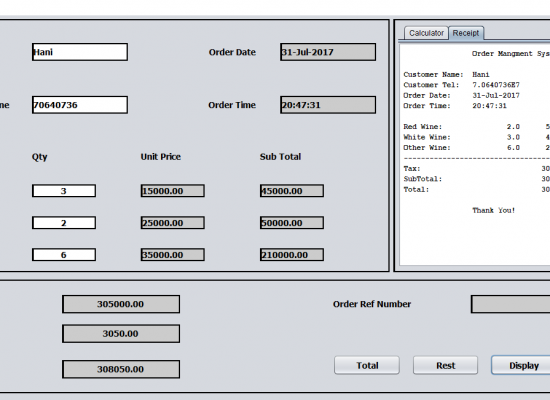 Hani Order Date 31-Jul-2017
70640736 Order Time 20:47:31
Qty Unit Price Sub Total
3 15000.00 45000.00
2 25000.00 50000.00
6 35000.00 210000.00
305000.00 Order Ref Number
3050.00
308050.00
Total Rest Display
Calculator Receipt
Order Managment Sys
Customer Name: Hani
Customer Tel: 7.0640736E7
Order Date: 31-Jul-2017
Order Time: 20:47:31
Red Wine: 2.0 5
White Wine: 3.0 4
Other Wine: 6.0 2
Tax: 30
SubTotal: 30
Total: 30
Thank You!